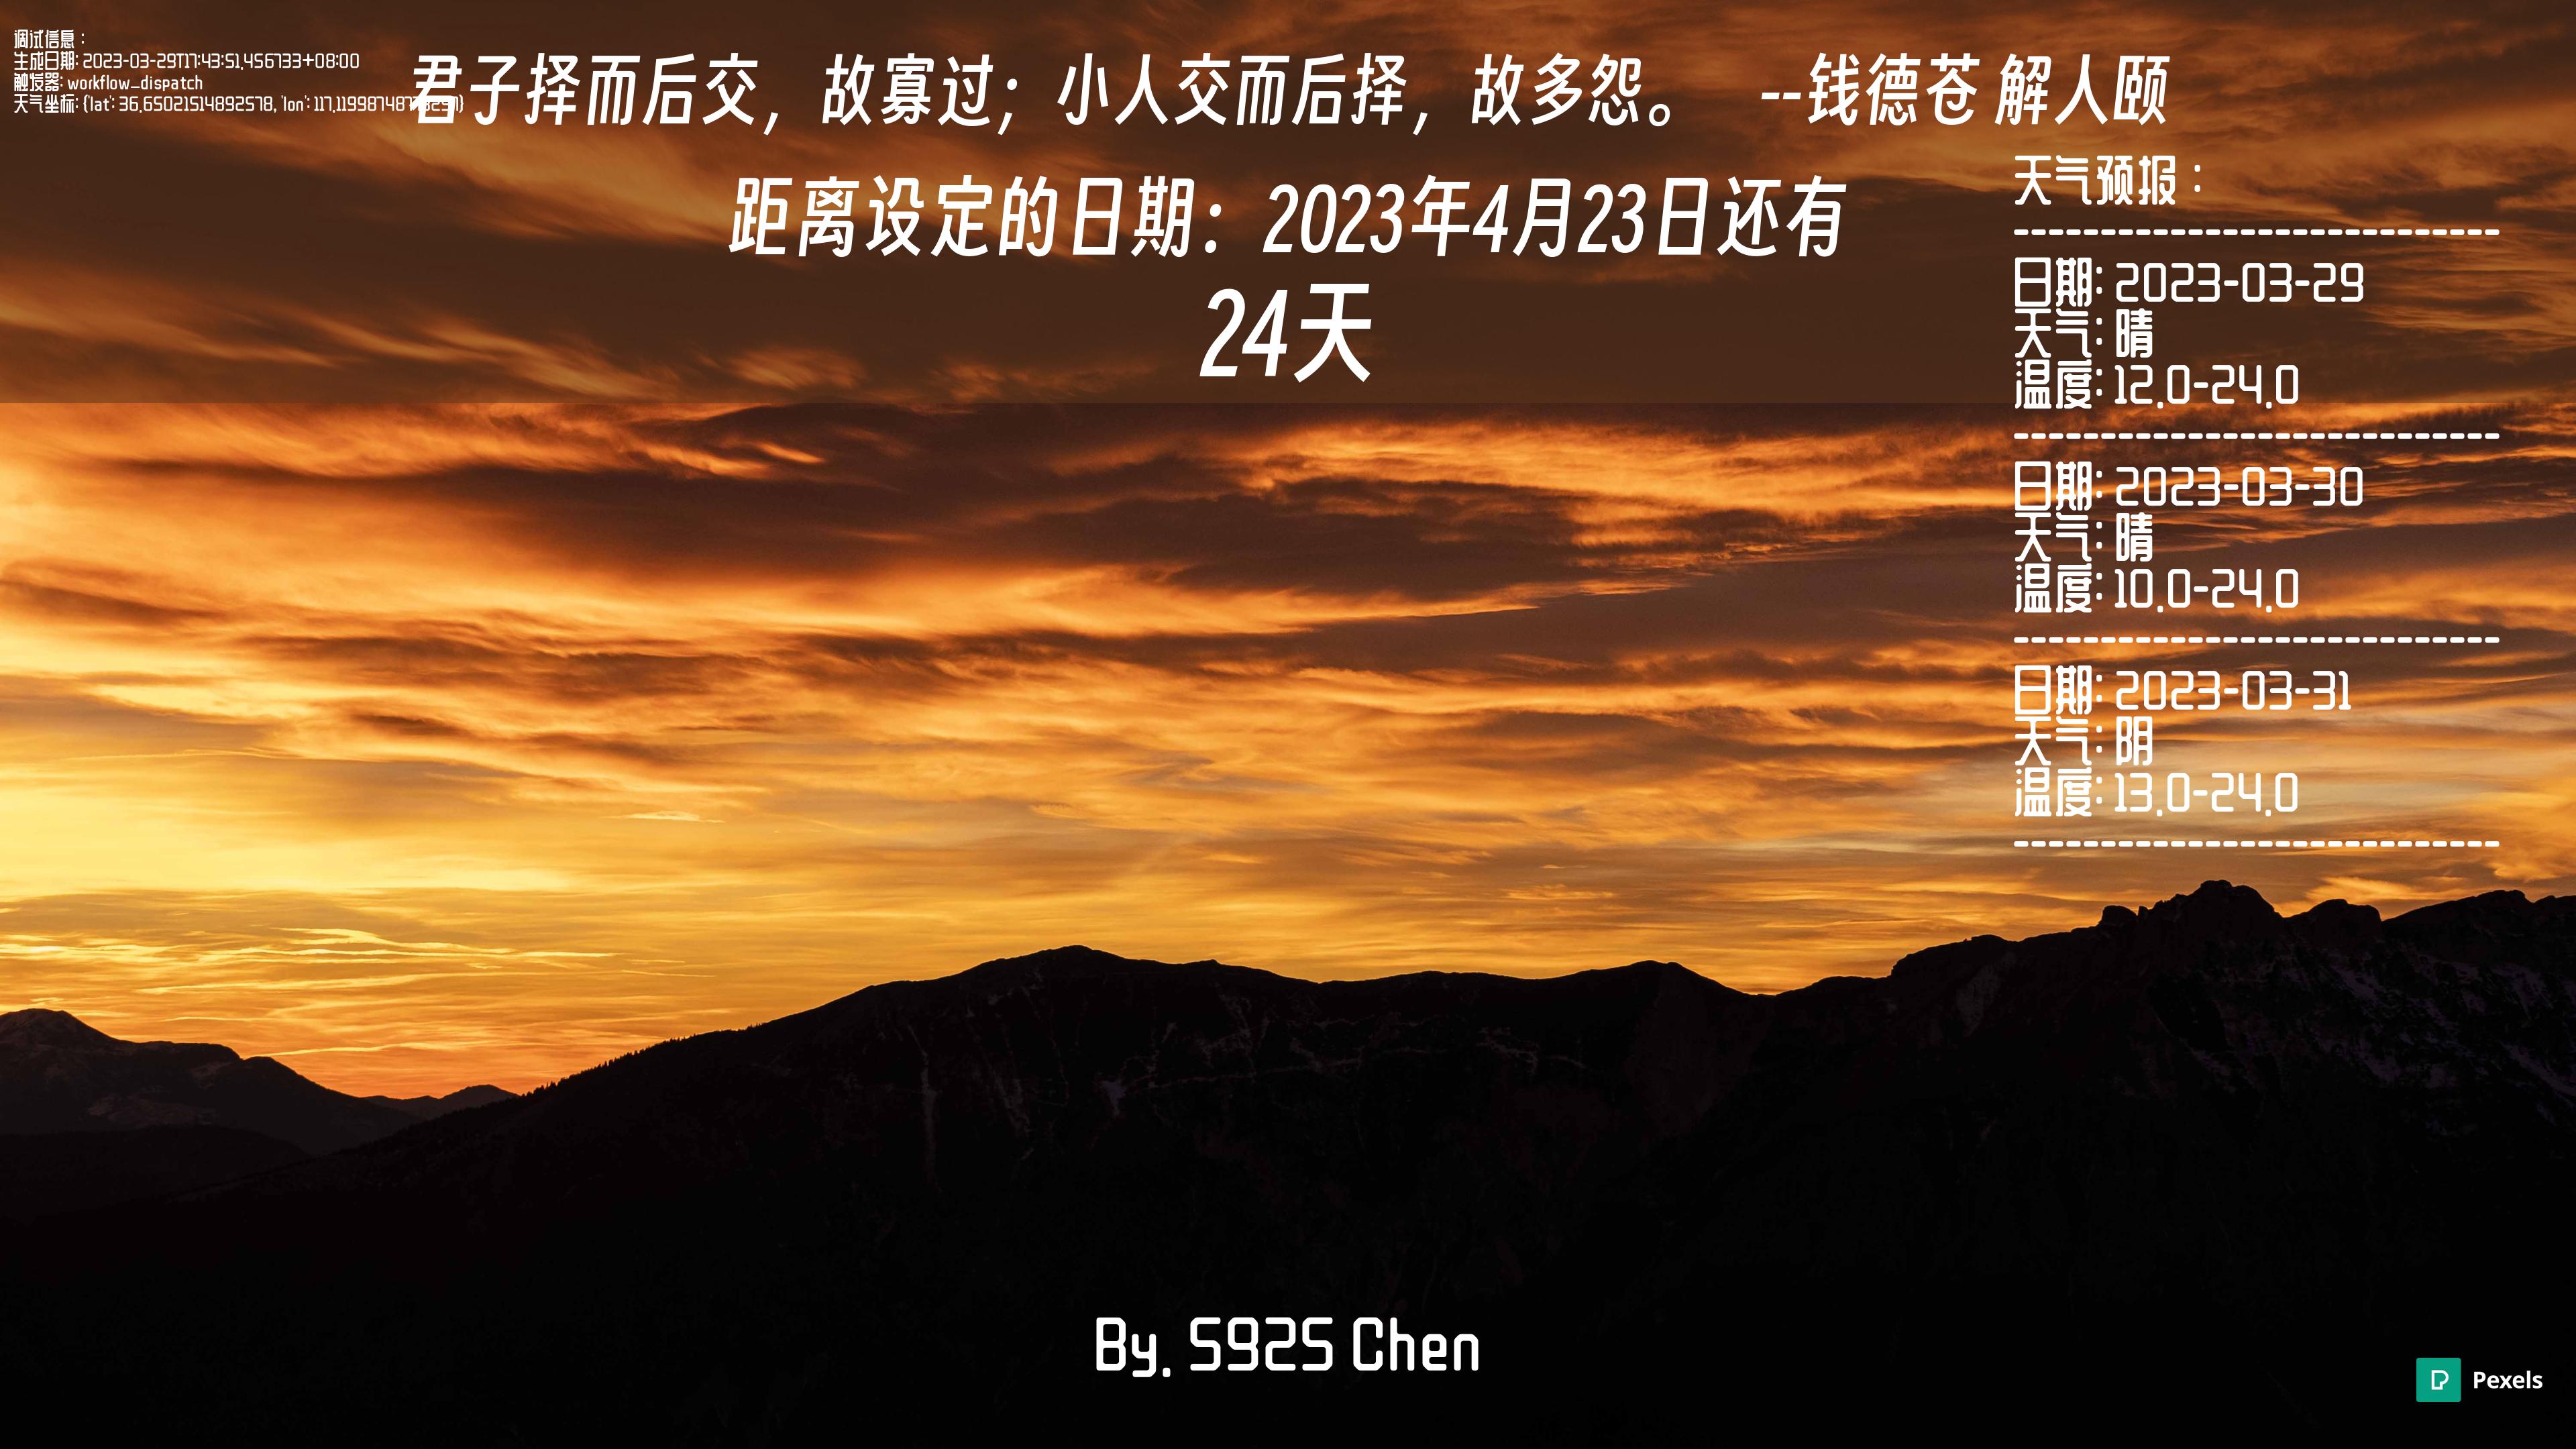 调试信息：
生成日期: 2023-03-29T17:43:51.456733+08:00
触发器: workflow_dispatch
天气坐标: {'lat': 36.65021514892578, 'lon': 117.11998748
君子择而后交，故寡过；小人交而后择，故多怨。 --钱德苍 解人颐
距离设定的日期：2023年4月23日还有
24天
天气预报：
----------------------------
日期: 2023-03-29
天气: 晴
温度: 12.0-24.0
----------------------------
日期: 2023-03-30
天气: 晴
温度: 10.0-24.0
----------------------------
日期: 2023-03-31
天气: 阴
温度: 13.0-24.0
----------------------------
By. 5925 Chen
Pexels